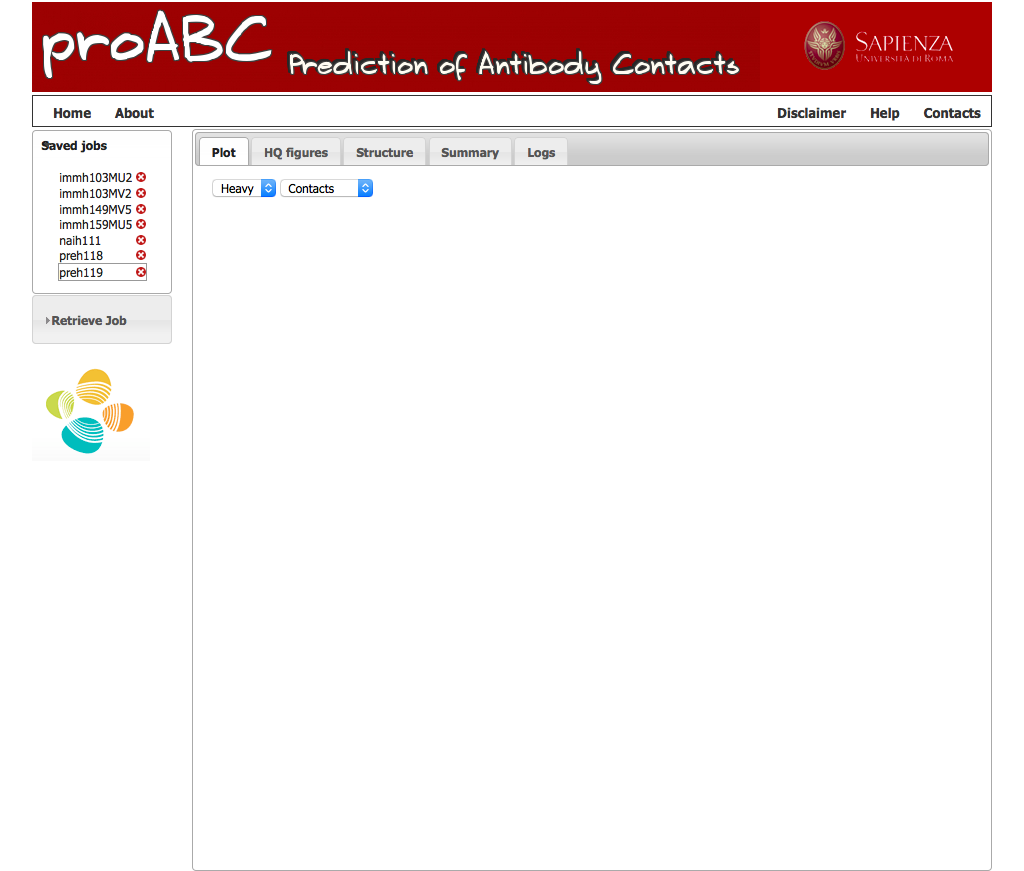 proABC Prediction of Antibody Contacts
SAPIENZA
UNIVERSITÀ DI ROMA
Home About Disclaimer Help Contacts
Saved jobs
immh103MU2
immh103MV2
immh149MV5
immh159MU5
naih111
preh118
preh119
Retrieve Job
Plot HQ figures Structure Summary Logs
Heavy Contacts